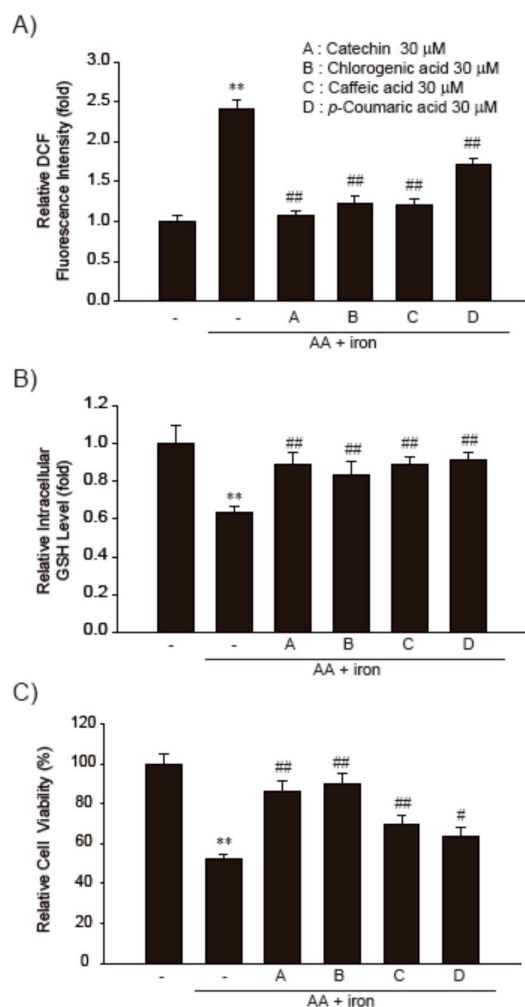 A)
Relative DCF
Fluorescence Intensity (fold)
3.0
2.5
2.0
1.5
1.0
0.5
0.0
A : Catechin 30 μM
B : Chlorogenic acid 30 μM
C : Caffeic acid 30 μM
D : p-Coumaric acid 30 μM
**
##
##
##
##
- - A B C D
AA + iron
B)
Relative Intracellular
GSH Level (fold)
1.2
1.0
0.8
0.6
0.4
0.2
0.0
**
##
##
##
##
- - A B C D
AA + iron
C)
Relative Cell Viability (%)
120
100
80
60
40
20
0
**
##
##
##
#
- - A B C D
AA + iron